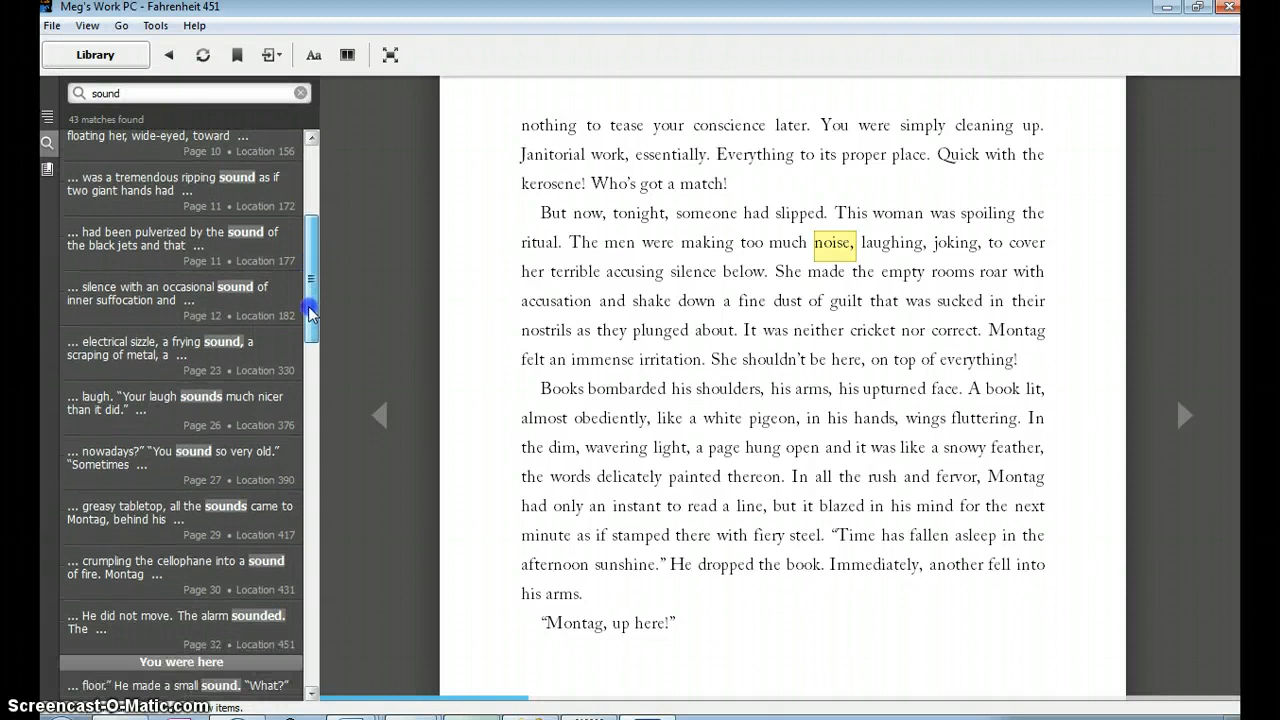 Meg's Work PC - Fahrenheit 451
File View Go Tools Help
Library
Aa
sound
43 matches found
floating her, wide-eyed, toward ...
Page 10 • Location 156
... was a tremendous ripping sound as if
two giant hands had ...
Page 11 • Location 172
... had been pulverized by the sound of
the black jets and that ...
Page 11 • Location 177
... silence with an occasional sound of
inner suffocation and ...
Page 12 • Location 182
... electrical sizzle, a frying sound, a
scraping of metal, a ...
Page 23 • Location 330
... laugh. “Your laugh sounds much nicer
than it did.” ...
Page 26 • Location 376
... nowadays?” “You sound so very old.”
“Sometimes ...
Page 27 • Location 390
... greasy tabletop, all the sounds came to
Montag, behind his ...
Page 29 • Location 417
... crumpling the cellophane into a sound
of fire. Montag ...
Page 30 • Location 431
... He did not move. The alarm sounded.
The ...
Page 32 • Location 451
You were here
... floor.” He made a small sound. “What?”
nothing to tease your conscience later. You were simply cleaning up.
Janitorial work, essentially. Everything to its proper place. Quick with the
kerosene! Who’s got a match!
But now, tonight, someone had slipped. This woman was spoiling the
ritual. The men were making too much noise, laughing, joking, to cover
her terrible accusing silence below. She made the empty rooms roar with
accusation and shake down a fine dust of guilt that was sucked in their
nostrils as they plunged about. It was neither cricket nor correct. Montag
felt an immense irritation. She shouldn’t be here, on top of everything!
Books bombarded his shoulders, his arms, his upturned face. A book lit,
almost obediently, like a white pigeon, in his hands, wings fluttering. In
the dim, wavering light, a page hung open and it was like a snowy feather,
the words delicately painted thereon. In all the rush and fervor, Montag
had only an instant to read a line, but it blazed in his mind for the next
minute as if stamped there with fiery steel. “Time has fallen asleep in the
afternoon sunshine.” He dropped the book. Immediately, another fell into
his arms.
“Montag, up here!”
Screencast-O-Matic.com
items.